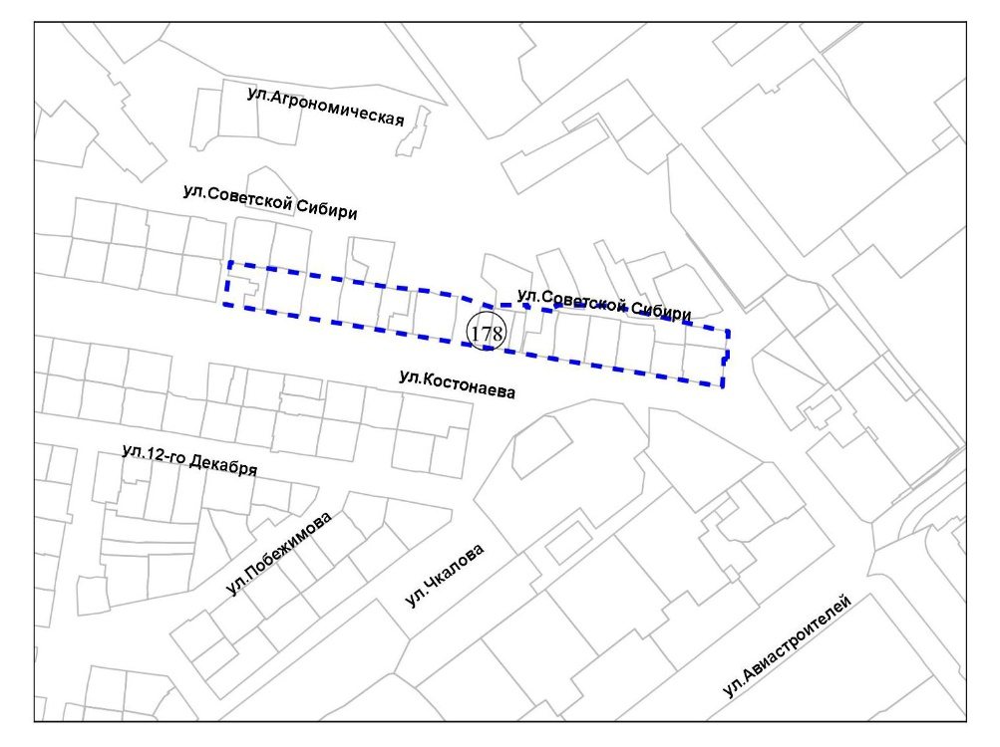 ул.Агрономическая
ул.Советской Сибири
ул.Советской Сибири
178
ул.Костонаева
ул.12-го Декабря
ул.Побежимова
ул.Чкалова
ул.Авиастроителей